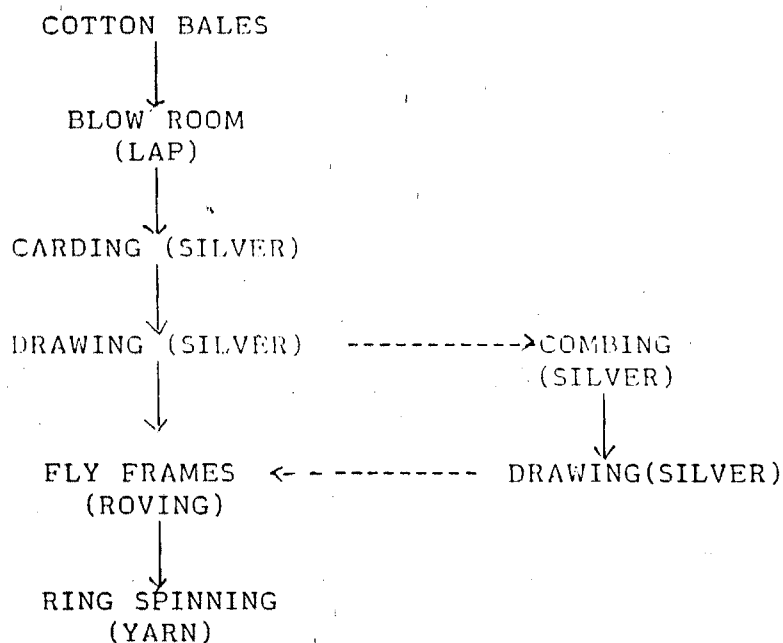 COTTON BALES
BLOW ROOM
(LAP)
CARDING (SILVER)
DRAWING (SILVER)
COMBING
(SILVER)
FLY FRAMES
(ROVING)
DRAWING(SILVER)
RING SPINNING
(YARN)